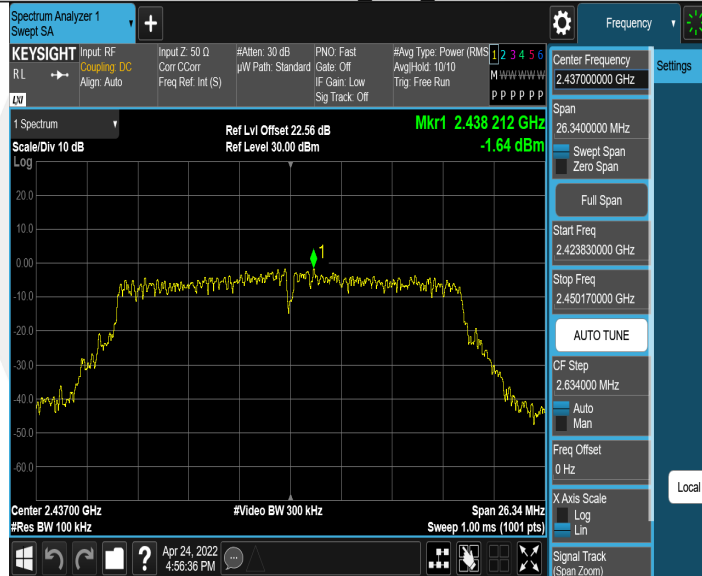 Spectrum Analyzer 1
Swept SA
Frequency
KEYSIGHT
RL
LXI
Input: RF
Coupling: DC
Align: Auto
Input Z: 50 Ω
Corr CCorr
Freq Ref: Int (S)
#Atten: 30 dB
µW Path: Standard
PNO: Fast
Gate: Off
IF Gain: Low
Sig Track: Off
#Avg Type: Power (RMS
Avg|Hold: 10/10
Trig: Free Run
1 2 3 4 5 6
M W W W W W
P P P P P P
Center Frequency
2.437000000 GHz
Settings
Span
26.3400000 MHz
Swept Span
Zero Span
Full Span
Start Freq
2.423830000 GHz
Stop Freq
2.450170000 GHz
AUTO TUNE
CF Step
2.634000 MHz
Auto
Man
Freq Offset
0 Hz
X Axis Scale
Log
Lin
Signal Track
(Span Zoom)
Local
1 Spectrum
Scale/Div 10 dB
Log
Ref Lvl Offset 22.56 dB
Ref Level 30.00 dBm
Mkr1 2.438 212 GHz
-1.64 dBm
20.0
10.0
0.00
-10.0
-20.0
-30.0
-40.0
-50.0
-60.0
1
Center 2.43700 GHz
#Res BW 100 kHz
#Video BW 300 kHz
Span 26.34 MHz
Sweep 1.00 ms (1001 pts)
?
Apr 24, 2022
4:56:36 PM